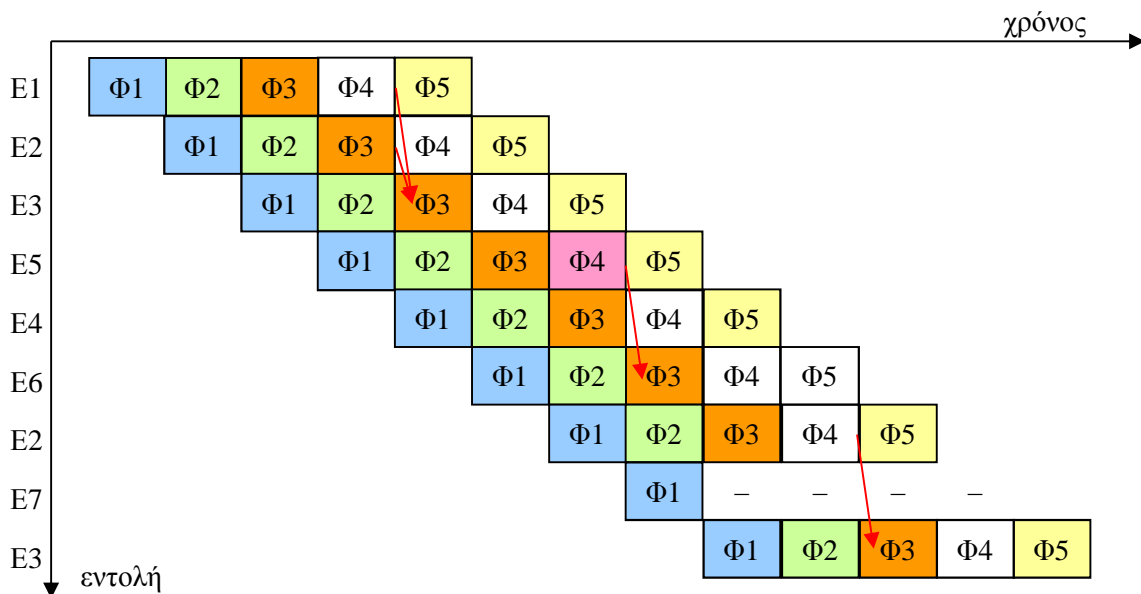 χρόνος
E1 Φ1 Φ2 Φ3 Φ4 Φ5
E2 Φ1 Φ2 Φ3 Φ4 Φ5
E3 Φ1 Φ2 Φ3 Φ4 Φ5
E5 Φ1 Φ2 Φ3 Φ4 Φ5
E4 Φ1 Φ2 Φ3 Φ4 Φ5
E6 Φ1 Φ2 Φ3 Φ4 Φ5
E2 Φ1 Φ2 Φ3 Φ4 Φ5
E7 Φ1 – – – –
E3 Φ1 Φ2 Φ3 Φ4 Φ5
εντολή